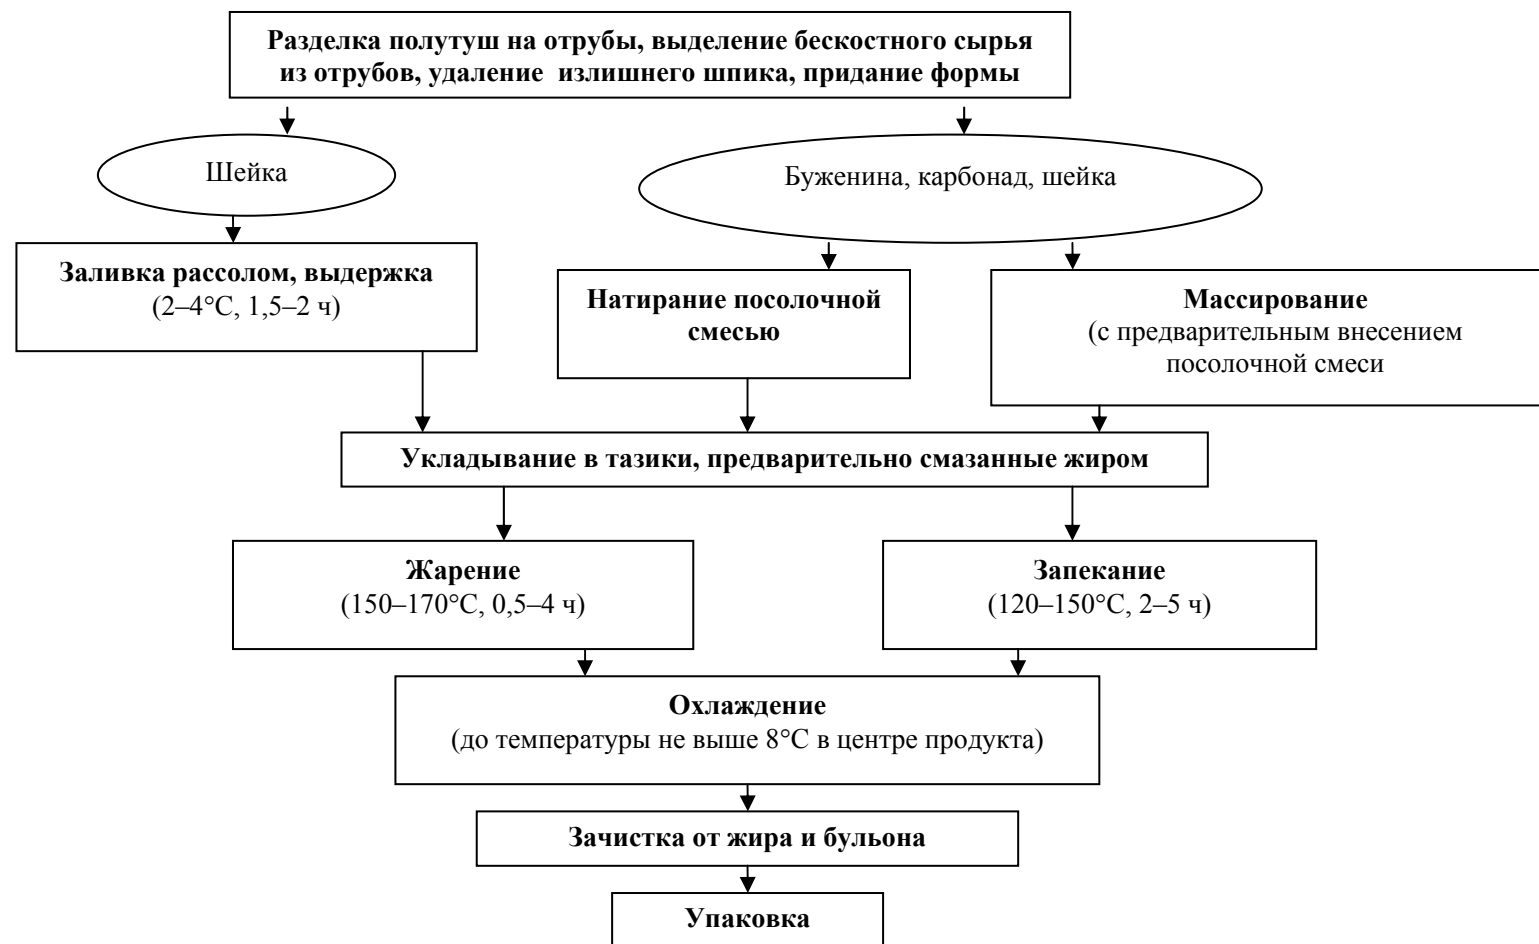 Разделка полутуш на отрубы, выделение бескостного сырья
из отрубов, удаление излишнего шпика, придание формы
Шейка
Буженина, карбонад, шейка
Заливка рассолом, выдержка
(2–4°С, 1,5–2 ч)
Натирание посолочной
смесью
Массирование
(с предварительным внесением
посолочной смеси
Укладывание в тазики, предварительно смазанные жиром
Жарение
(150–170°С, 0,5–4 ч)
Запекание
(120–150°С, 2–5 ч)
Охлаждение
(до температуры не выше 8°С в центре продукта)
Зачистка от жира и бульона
Упаковка